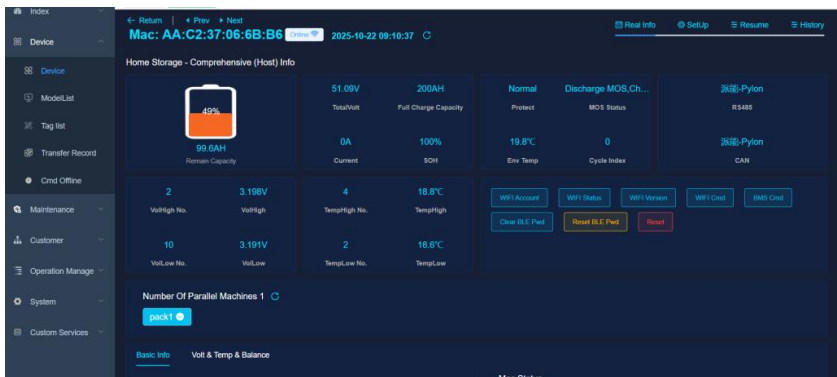 Index
← Return | Prev Next
Mac: AA:C2:37:06:6B:B6 Online 2025-10-22 09:10:37
Real Info SetUp Resume History
Device
Device
ModelList
Tag list
Transfer Record
Cmd Offline
Maintenance
Customer
Operation Manage
System
Custom Services
Home Storage - Comprehensive (Host) Info
49%
99.6AH
Remain Capacity
51.09V 200AH
TotalVolt Full Charge Capacity
0A 100%
Current SOH
Normal Discharge MOS,Ch...
Protect MOS Status
19.8℃ 0
Env Temp Cycle Index
派能-Pylon
RS485
派能-Pylon
CAN
2 3.198V 4 18.8℃
VolHigh No. VolHigh TempHigh No. TempHigh
10 3.191V 2 18.6℃
VolLow No. VolLow TempLow No. TempLow
WIFI Account WIFI Status WIFI Version WIFI Cmd BMS Cmd
Clear BLE Pwd Reset BLE Pwd Reset
Number Of Parallel Machines 1
pack1
Basic Info Volt & Temp & Balance